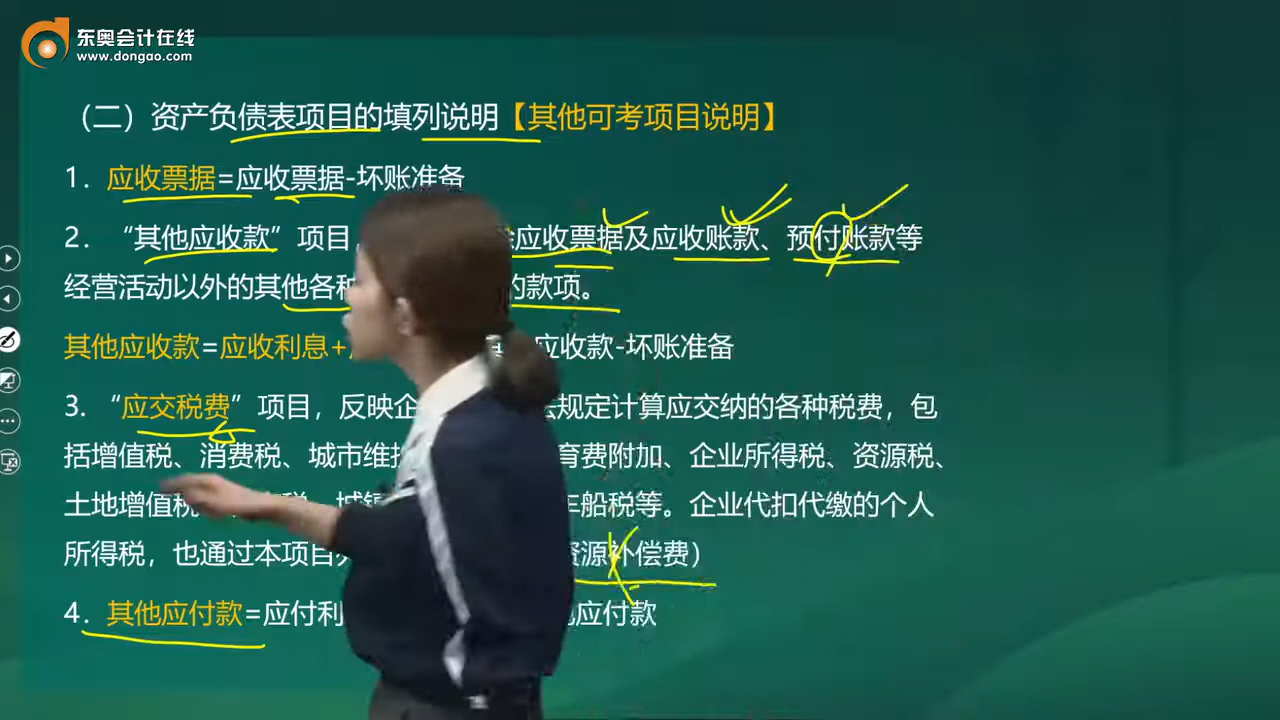 东奥会计在线
www.dongao.com
（二）资产负债表项目的填列说明【其他可考项目说明】
1．应收票据=应收票据-坏账准备
2．“其他应收款”项目，应收票据及应收账款、预付账款等
经营活动以外的其他各种的款项。
其他应收款=应收利息+应收款-坏账准备
3.“应交税费”项目，反映企规定计算应交纳的各种税费，包
括增值税、消费税、城市维育费附加、企业所得税、资源税、
土地增值税、税、城车船税等。企业代扣代缴的个人
所得税，也通过本项目资源补偿费）
4．其他应付款=应付利应付款